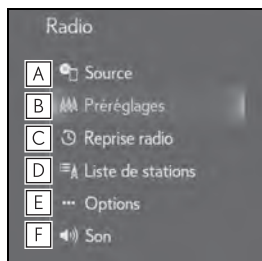 Radio
A Source
B Préréglages
C Reprise radio
D Liste de stations
E Options
F Son